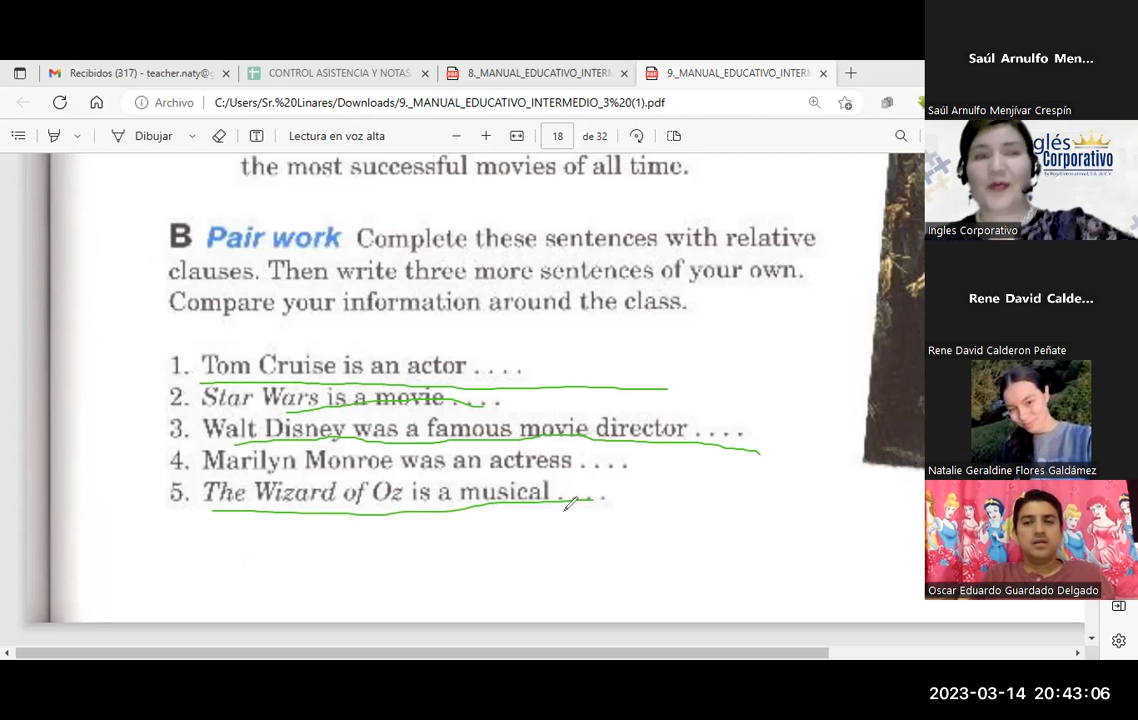 Recibidos (317) - teacher.naty@g
CONTROL ASISTENCIA Y NOTAS
8._MANUAL_EDUCATIVO_INTERM
9._MANUAL_EDUCATIVO_INTERM
Archivo
C:/Users/Sr.%20Linares/Downloads/9._MANUAL_EDUCATIVO_INTERMEDIO_3%20(1).pdf
Dibujar
Lectura en voz alta
18
de 32
the most successful movies of all time.
B Pair work Complete these sentences with relative
clauses. Then write three more sentences of your own.
Compare your information around the class.
1. Tom Cruise is an actor . . . .
2. Star Wars is a movie . . . .
3. Walt Disney was a famous movie director . . . .
4. Marilyn Monroe was an actress . . . .
5. The Wizard of Oz is a musical . . . .
Saúl Arnulfo Men...
Saúl Arnulfo Menjívar Crespín
glés
Corporativo
Ingles Corporativo
Rene David Calde...
Rene David Calderon Peñate
Natalie Geraldine Flores Galdámez
Oscar Eduardo Guardado Delgado
2023-03-14 20:43:06